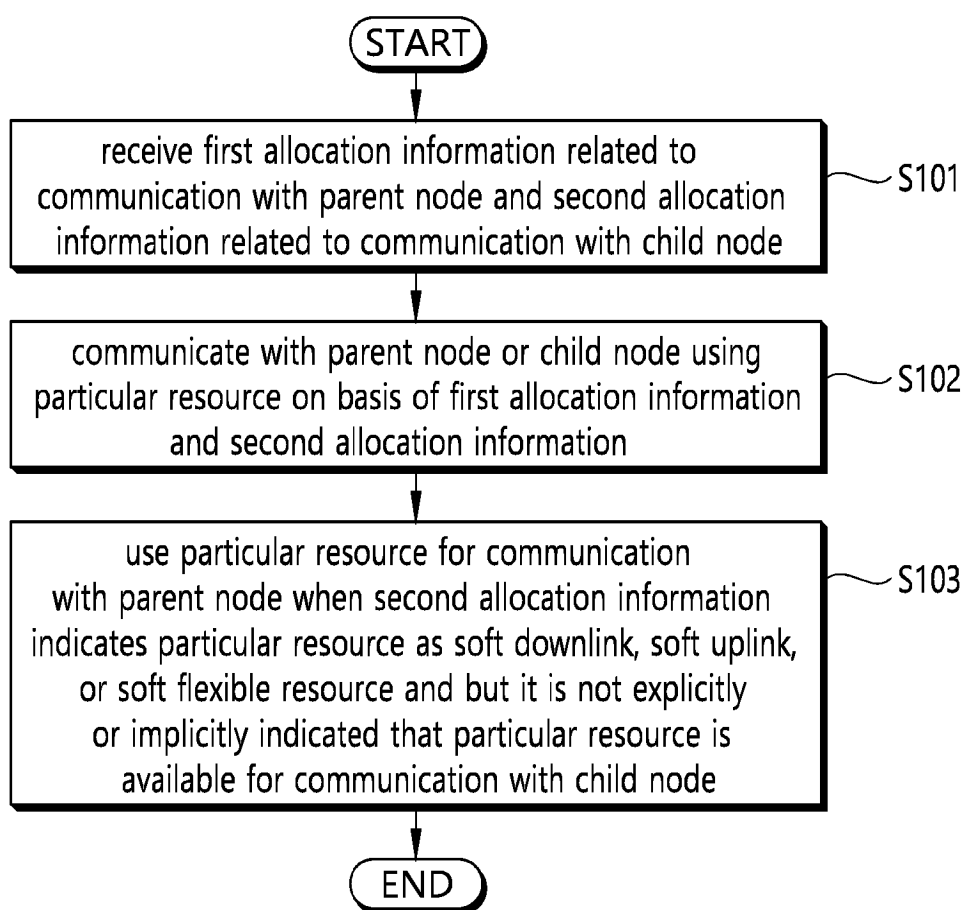 START
receive first allocation information related to
communication with parent node and second allocation
information related to communication with child node
S101
communicate with parent node or child node using
particular resource on basis of first allocation information
and second allocation information
S102
use particular resource for communication
with parent node when second allocation information
indicates particular resource as soft downlink, soft uplink,
or soft flexible resource and but it is not explicitly
or implicitly indicated that particular resource is
available for communication with child node
S103
END